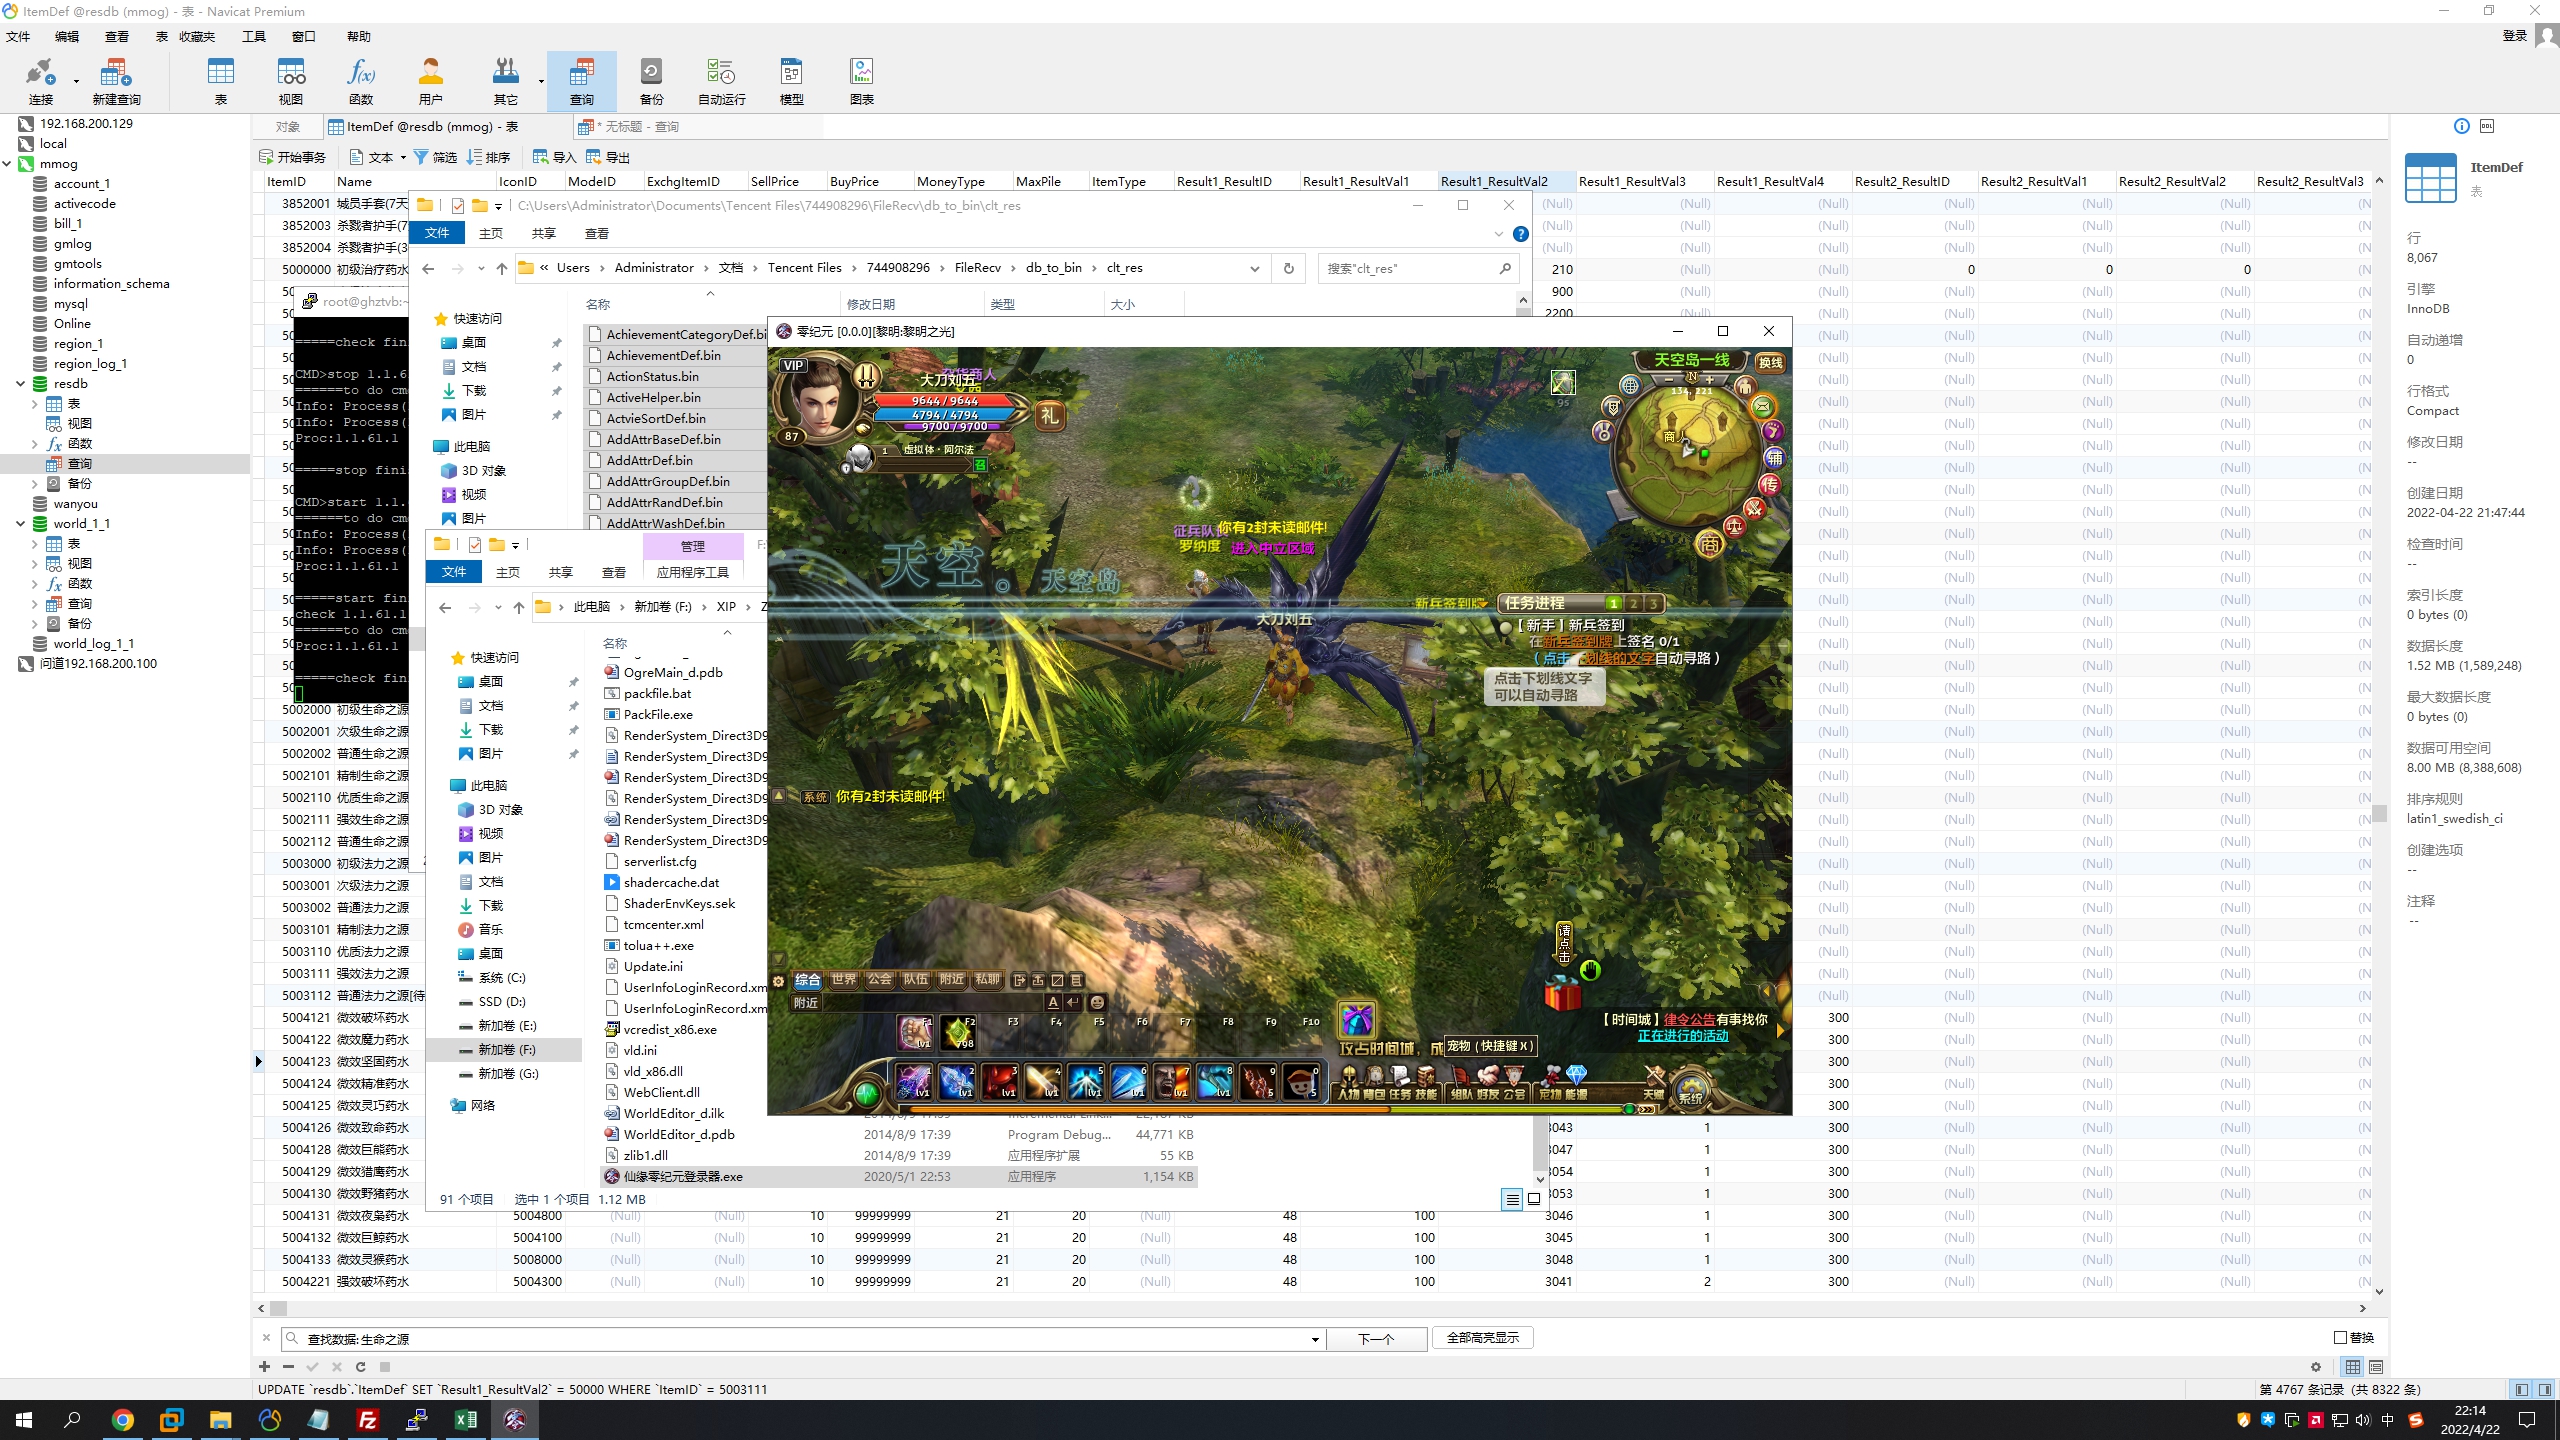 ItemDef @resdb (mmog) - 表 - Navicat Premium
文件 编辑 查看 表 收藏夹 工具 窗口 帮助
登录
连接 新建查询 表 视图 函数 用户 其它 查询 备份 自动运行 模型 图表
192.168.200.129
local
mmog
account_1
activecode
bill_1
gmlog
gmtools
information_schema
mysql
Online
region_1
region_log_1
resdb
表
视图
函数
查询
备份
wanyou
world_1_1
表
视图
函数
查询
备份
world_log_1_1
问道192.168.200.100
对象 ItemDef @resdb (mmog) - 表 * 无标题 - 查询
开始事务 文本 筛选 排序 导入 导出
ItemID Name IconID ModeID ExchgItemID SellPrice BuyPrice MoneyType MaxPile ItemType Result1_ResultID Result1_ResultVal1 Result1_ResultVal2 Result1_ResultVal3 Result1_ResultVal4 Result2_ResultID Result2_ResultVal1 Result2_ResultVal2 Result2_ResultVal3
3852001 城员手套(7天
3852003 杀戮者护手(7
3852004 杀戮者护手(3
5000000 初级治疗药水
210 (Null) (Null) 0 0 0
900
2200
C:\Users\Administrator\Documents\Tencent Files\744908296\FileRecv\db_to_bin\clt_res
文件 主页 共享 查看
« Users › Administrator › 文档 › Tencent Files › 744908296 › FileRecv › db_to_bin › clt_res
搜索"clt_res"
名称 修改日期 类型 大小
快速访问
桌面
文档
下载
图片
此电脑
3D 对象
视频
图片
AchievementCategoryDef.bi
AchievementDef.bin
ActionStatus.bin
ActiveHelper.bin
ActvieSortDef.bin
AddAttrBaseDef.bin
AddAttrDef.bin
AddAttrGroupDef.bin
AddAttrRandDef.bin
AddAttrWashDef.bin
root@ghztvb:~
=====check fini
CMD>stop 1.1.6
======to do cm
Info: Process(
Info: Process(
Proc:1.1.61.1
=====stop fini
CMD>start 1.1.
======to do cm
Info: Process(
Info: Process(
Proc:1.1.61.1
=====start fin
check 1.1.61.1
======to do cm
Proc:1.1.61.1
=====check fin
管理
文件 主页 共享 查看 应用程序工具
此电脑 › 新加卷 (F:) › XIP › Z
名称
快速访问
桌面
文档
下载
图片
此电脑
3D 对象
视频
图片
文档
下载
音乐
桌面
系统 (C:)
SSD (D:)
新加卷 (E:)
新加卷 (F:)
新加卷 (G:)
网络
OgreMain_d.pdb
packfile.bat
PackFile.exe
RenderSystem_Direct3D9
RenderSystem_Direct3D9
RenderSystem_Direct3D9
RenderSystem_Direct3D9
RenderSystem_Direct3D9
RenderSystem_Direct3D9
serverlist.cfg
shadercache.dat
ShaderEnvKeys.sek
tcmcenter.xml
tolua++.exe
Update.ini
UserInfoLoginRecord.xm
UserInfoLoginRecord.xm
vcredist_x86.exe
vld.ini
vld_x86.dll
WebClient.dll
WorldEditor_d.ilk
WorldEditor_d.pdb 2014/8/9 17:39 Program Debug... 44,771 KB
zlib1.dll 2014/8/9 17:39 应用程序扩展 55 KB
仙缘零纪元登录器.exe 2020/5/1 22:53 应用程序 1,154 KB
91 个项目 选中 1 个项目 1.12 MB
零纪元 [0.0.0][黎明:黎明之光]
VIP
大刀刘五
9644 / 9644
4794 / 4794
9700 / 9700
礼
87
1 虚拟体·阿尔法
召
天空岛一线 换线
134, 221
商
征兵队长
罗纳度
你有2封未读邮件!
进入中立区域
天空。天空岛
大刀刘五
新兵签到牌
任务进程 1 2 3
【新手】新兵签到
在新兵签到牌上签名 0/1
(点击下划线的文字自动寻路)
点击下划线文字
可以自动寻路
系统 你有2封未读邮件!
请点击
综合 世界 公会 队伍 附近 私聊
附近
F1 F2 F3 F4 F5 F6 F7 F8 F9 F10
lv1 798
【时间城】律令公告有事找你
正在进行的活动
攻占时间城，成
宠物 (快捷键X)
人物 背包 任务 技能 组队 好友 公会 宠物 能源 天赋 系统
5002000 初级生命之源
5002001 次级生命之源
5002002 普通生命之源
5002101 精制生命之源
5002110 优质生命之源
5002111 强效生命之源
5002112 普通生命之源
5003000 初级法力之源
5003001 次级法力之源
5003002 普通法力之源
5003101 精制法力之源
5003110 优质法力之源
5003111 强效法力之源
5003112 普通法力之源[待
5004121 微效破坏药水 300
5004122 微效魔力药水 300
5004123 微效坚固药水 300
5004124 微效精准药水 300
5004125 微效灵巧药水 300
5004126 微效致命药水 3043 1 300
5004128 微效巨熊药水 3047 1 300
5004129 微效猎鹰药水 3054 1 300
5004130 微效野猪药水 3053 1 300
5004131 微效夜枭药水 5004800 (Null) (Null) 10 99999999 21 20 (Null) 48 100 3046 1 300 (Null) (Null) (Null)
5004132 微效巨鲸药水 5004100 (Null) (Null) 10 99999999 21 20 (Null) 48 100 3045 1 300 (Null) (Null) (Null)
5004133 微效灵猴药水 5008000 (Null) (Null) 10 99999999 21 20 (Null) 48 100 3048 1 300 (Null) (Null) (Null)
5004221 强效破坏药水 5004300 (Null) (Null) 10 99999999 21 20 (Null) 48 100 3041 2 300 (Null) (Null) (Null)
查找数据: 生命之源 下一个 全部高亮显示 替换
UPDATE `resdb`.`ItemDef` SET `Result1_ResultVal2` = 50000 WHERE `ItemID` = 5003111
第 4767 条记录 (共 8322 条)
ItemDef
表
行
8,067
引擎
InnoDB
自动递增
0
行格式
Compact
修改日期
--
创建日期
2022-04-22 21:47:44
检查时间
--
索引长度
0 bytes (0)
数据长度
1.52 MB (1,589,248)
最大数据长度
0 bytes (0)
数据可用空间
8.00 MB (8,388,608)
排序规则
latin1_swedish_ci
创建选项
--
注释
--
中
22:14
2022/4/22